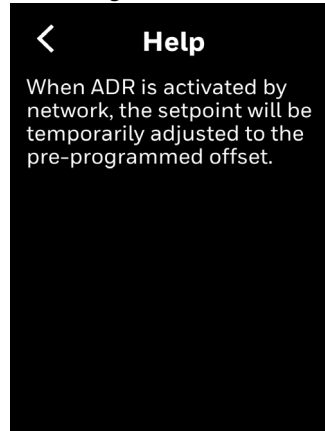 Help
When ADR is activated by
network, the setpoint will be
temporarily adjusted to the
pre-programmed offset.